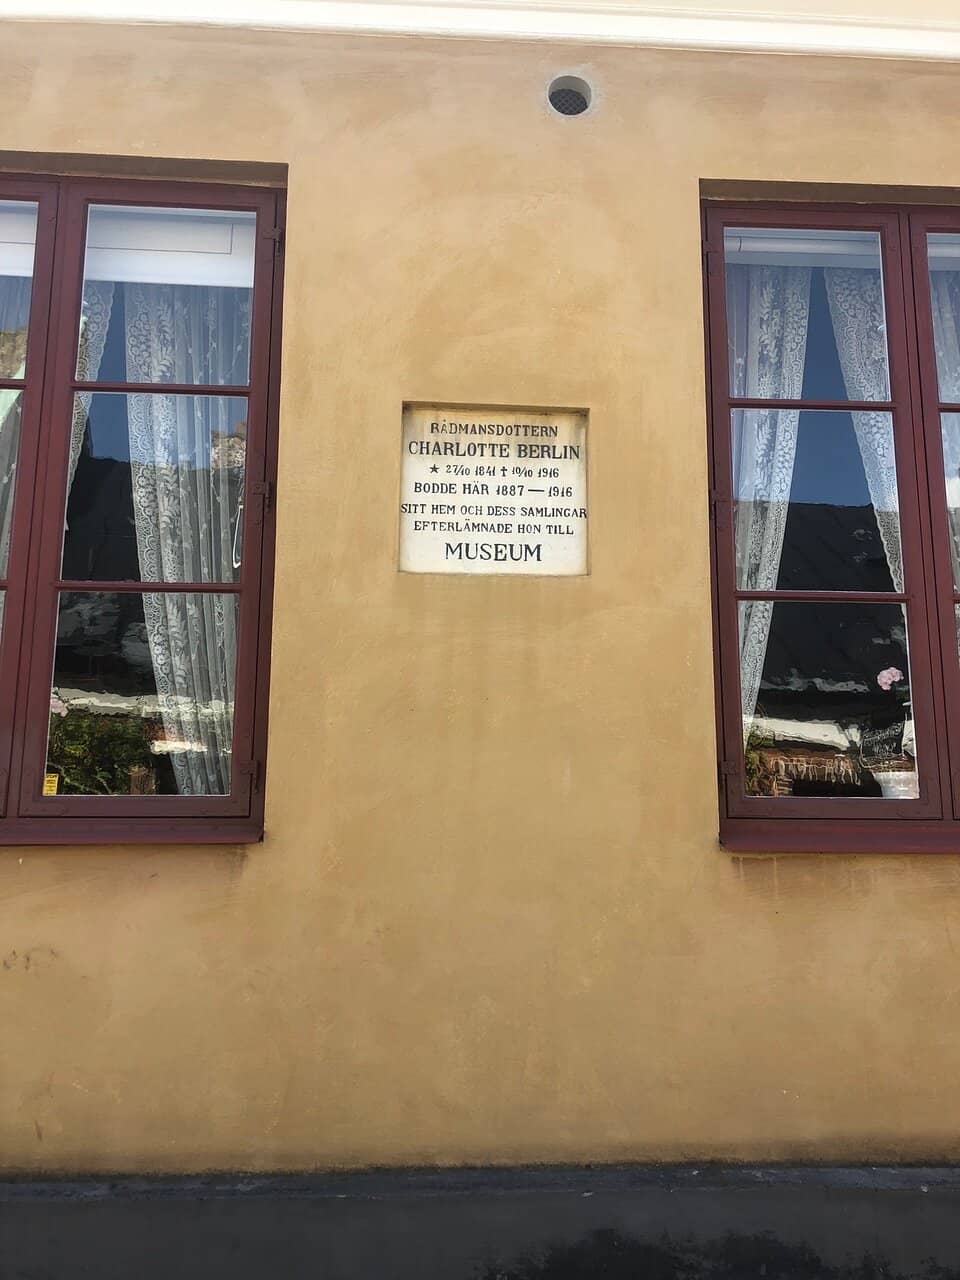 RÅDMANSDOTTERN
CHARLOTTE BERLIN
★ 27/10 1841 † 10/10 1916
BODDE HÄR 1887—1916
SITT HEM OCH DESS SAMLINGAR
EFTERLÄMNADE HON TILL
MUSEUM